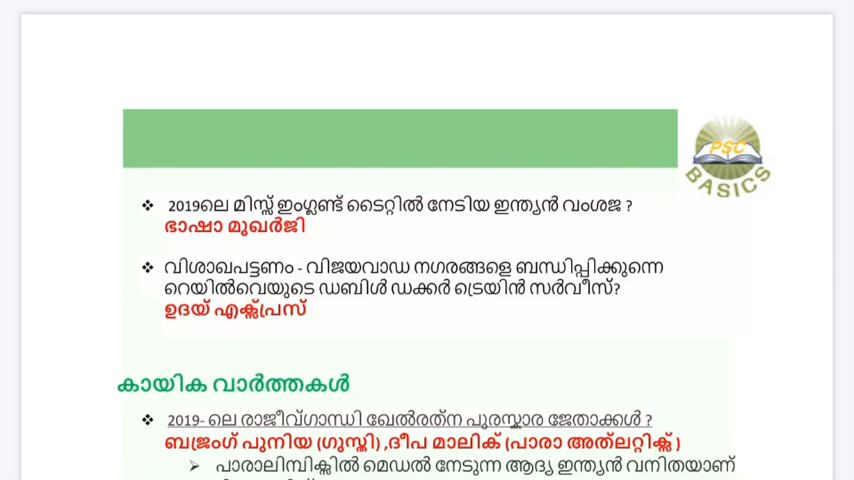 PSC
BASICS
❖ 2019ലെ മിസ്സ് ഇംഗ്ലണ്ട് ടൈറ്റിൽ നേടിയ ഇന്ത്യൻ വംശജ ?
ഭാഷാ മുഖർജി
❖ വിശാഖപട്ടണം - വിജയവാഡ നഗരങ്ങളെ ബന്ധിപ്പിക്കുന്നെ
റെയിൽവെയുടെ ഡബിൾ ഡക്കർ ട്രെയിൻ സർവീസ്?
ഉദയ് എക്സ്പ്രസ്
കായിക വാർത്തകൾ
❖ 2019- ലെ രാജീവ്ഗാന്ധി ഖേൽരത്ന പുരസ്കാര ജേതാക്കൾ ?
ബജ്രംഗ് പുനിയ (ഗുസ്തി) ,ദീപ മാലിക് (പാരാ അത്‌ലറ്റിക്സ് )
➢ പാരാലിമ്പിക്സിൽ മെഡൽ നേടുന്ന ആദ്യ ഇന്ത്യൻ വനിതയാണ്